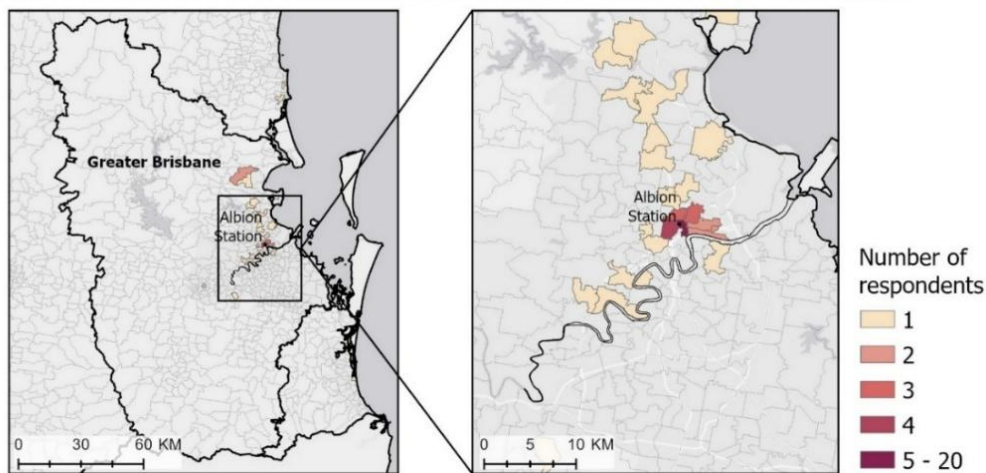 Greater Brisbane
Albion
Station
0 30 60 KM
Albion
Station
0 5 10 KM
Number of
respondents
1
2
3
4
5 - 20